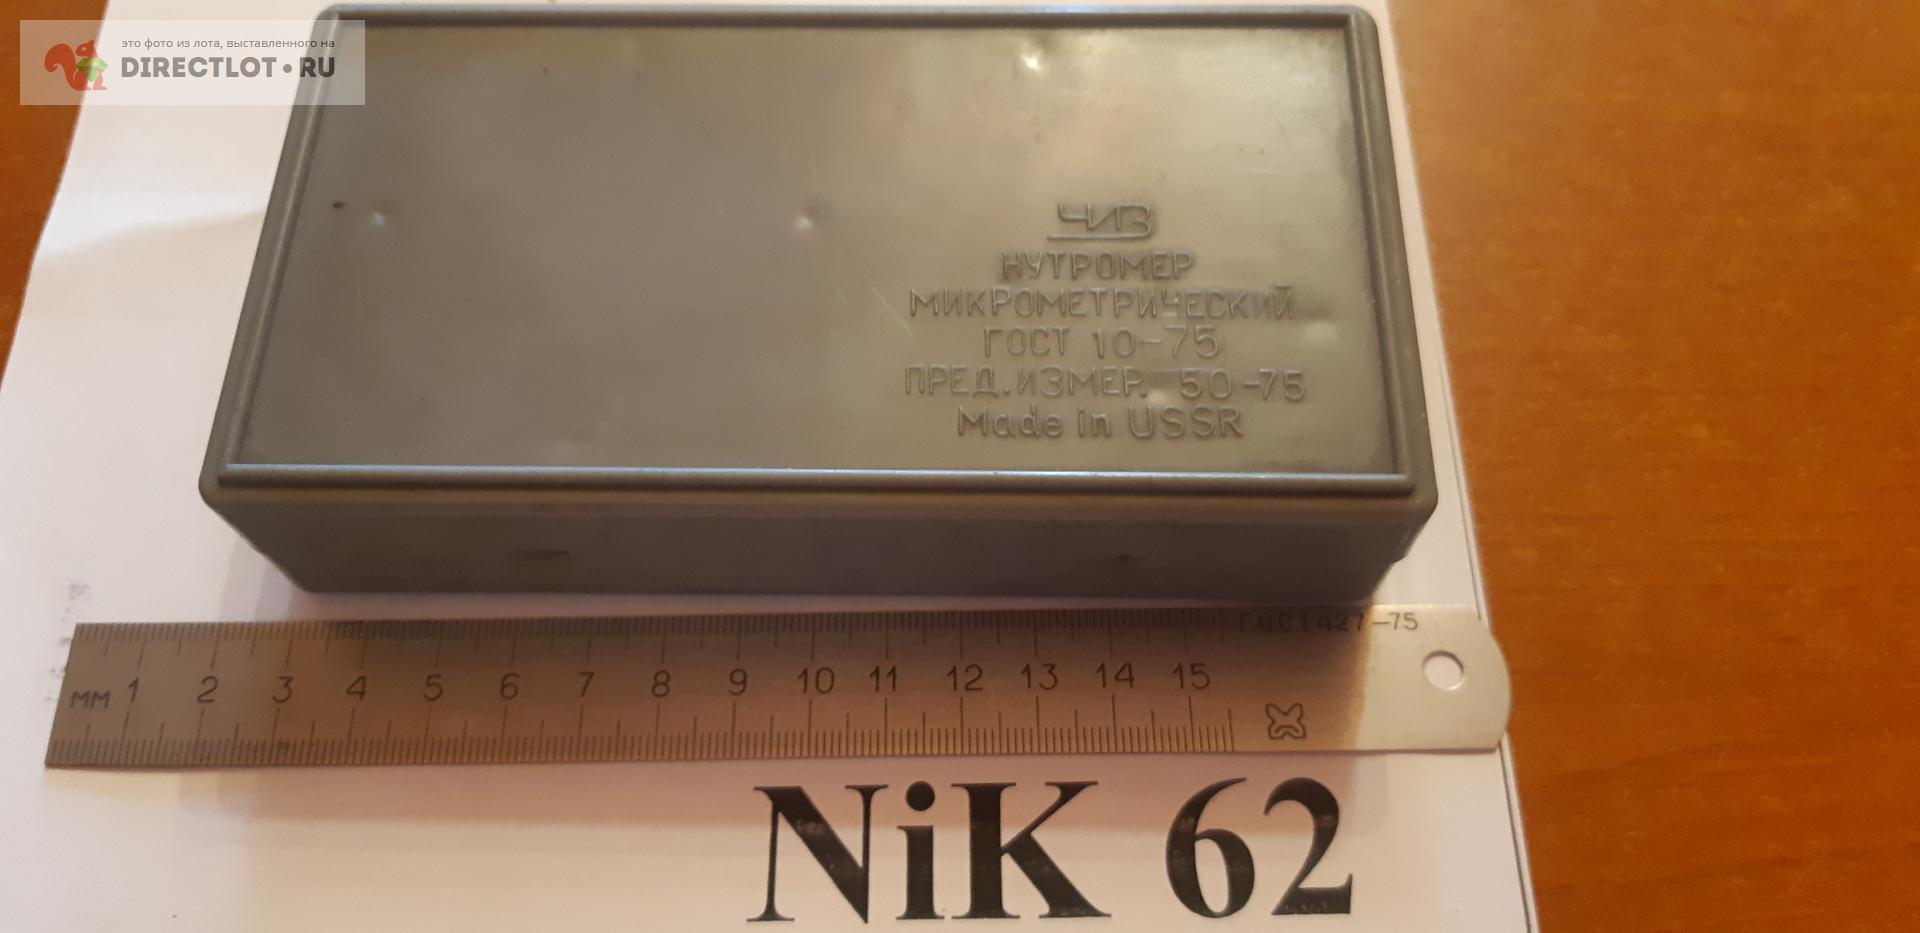 это фото из лота, выставленного на
DIRECTLOT•RU
ЧИЗ
НУТРОМЕР
МИКРОМЕТРИЧЕСКИЙ
ГОСТ 10-75
ПРЕД.ИЗМЕР. 50-75
Made in USSR
ГОСТ427-75
мм 1 2 3 4 5 6 7 8 9 10 11 12 13 14 15
NiK 62